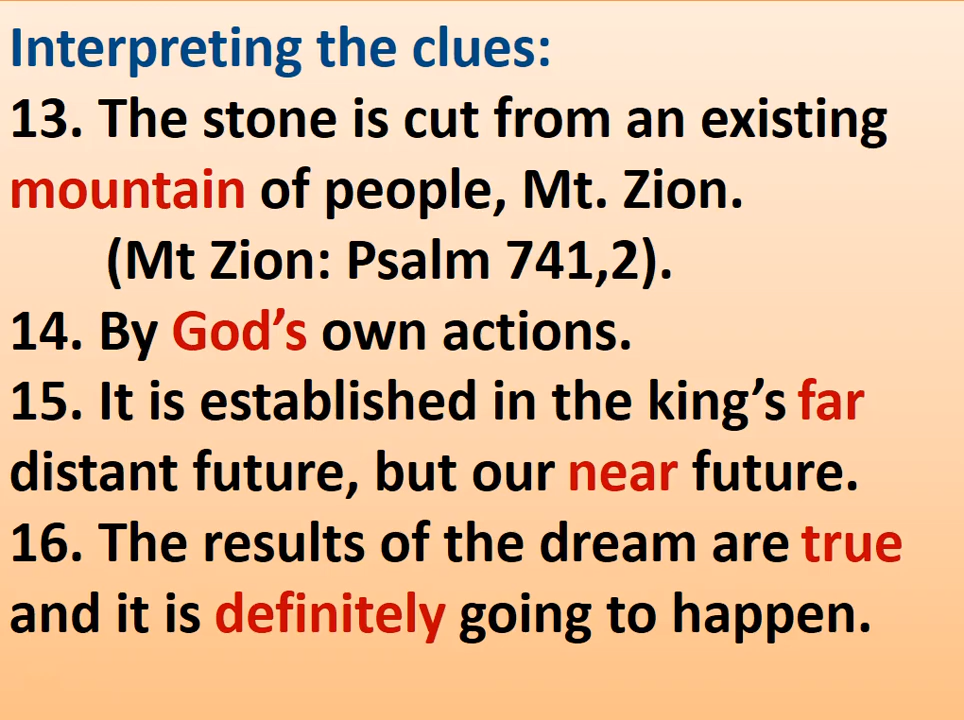 Interpreting the clues:
13. The stone is cut from an existing
mountain of people, Mt. Zion.
(Mt Zion: Psalm 741,2).
14. By God’s own actions.
15. It is established in the king’s far
distant future, but our near future.
16. The results of the dream are true
and it is definitely going to happen.